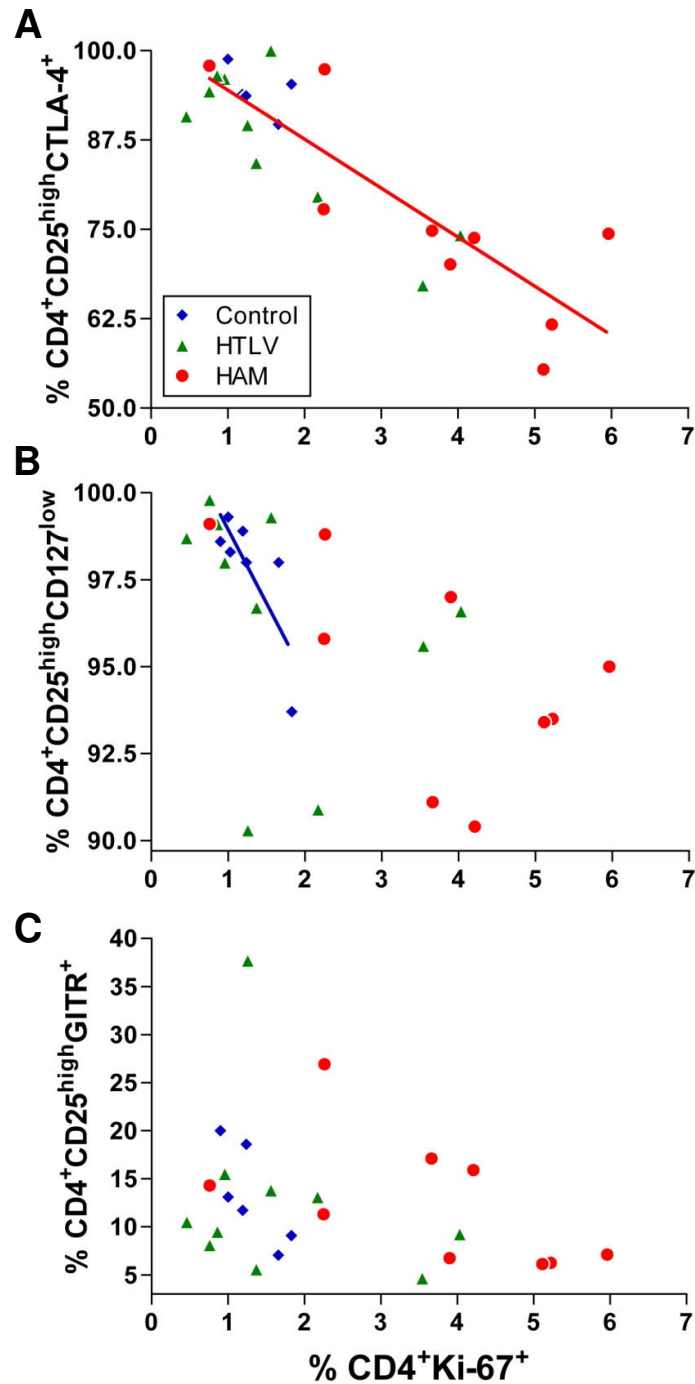 A
% CD4⁺CD25ʰⁱᵍʰCTLA-4⁺
100.0
87.5
75.0
62.5
50.0
Control
HTLV
HAM
0 1 2 3 4 5 6 7
B
% CD4⁺CD25ʰⁱᵍʰCD127ˡᵒʷ
100.0
97.5
95.0
92.5
90.0
0 1 2 3 4 5 6 7
C
% CD4⁺CD25ʰⁱᵍʰGITR⁺
40
35
30
25
20
15
10
5
0 1 2 3 4 5 6 7
% CD4⁺Ki-67⁺